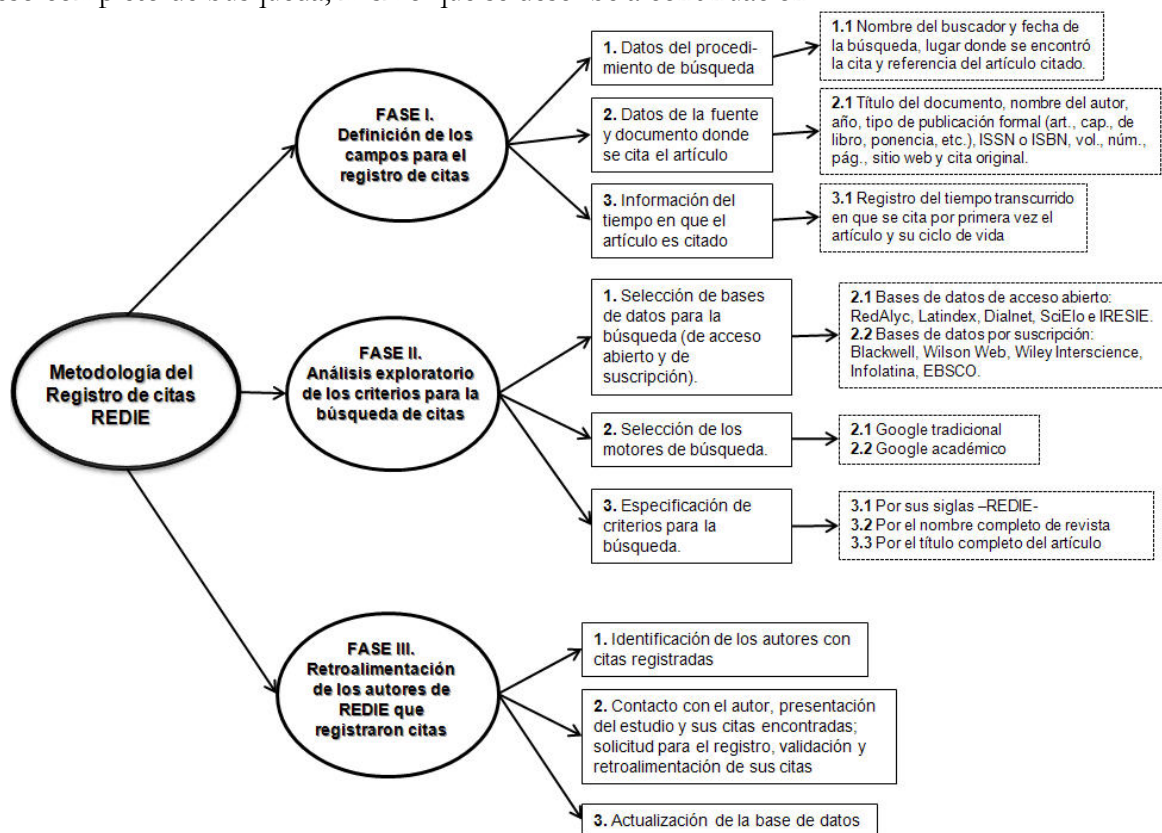 Metodología del
Registro de citas
REDIE
FASE I.
Definición de los
campos para el
registro de citas
1. Datos del procedi-
miento de búsqueda
1.1 Nombre del buscador y fecha de
la búsqueda, lugar donde se encontró
la cita y referencia del artículo citado.
2. Datos de la fuente
y documento donde
se cita el artículo
2.1 Título del documento, nombre del autor,
año, tipo de publicación formal (art., cap., de
libro, ponencia, etc.), ISSN o ISBN, vol., núm.,
pág., sitio web y cita original.
3. Información del
tiempo en que el
artículo es citado
3.1 Registro del tiempo transcurrido
en que se cita por primera vez el
artículo y su ciclo de vida
FASE II.
Análisis exploratorio
de los criterios para la
búsqueda de citas
1. Selección de bases
de datos para la
búsqueda (de acceso
abierto y de
suscripción).
2.1 Bases de datos de acceso abierto:
RedAlyc, Latindex, Dialnet, SciElo e IRESIE.
2.2 Bases de datos por suscripción:
Blackwell, Wilson Web, Wiley Interscience,
Infolatina, EBSCO.
2. Selección de los
motores de búsqueda.
2.1 Google tradicional
2.2 Google académico
3. Especificación de
criterios para la
búsqueda.
3.1 Por sus siglas –REDIE-
3.2 Por el nombre completo de revista
3.3 Por el título completo del artículo
FASE III.
Retroalimentación
de los autores de
REDIE que
registraron citas
1. Identificación de los autores con
citas registradas
2. Contacto con el autor, presentación
del estudio y sus citas encontradas;
solicitud para el registro, validación y
retroalimentación de sus citas
3. Actualización de la base de datos